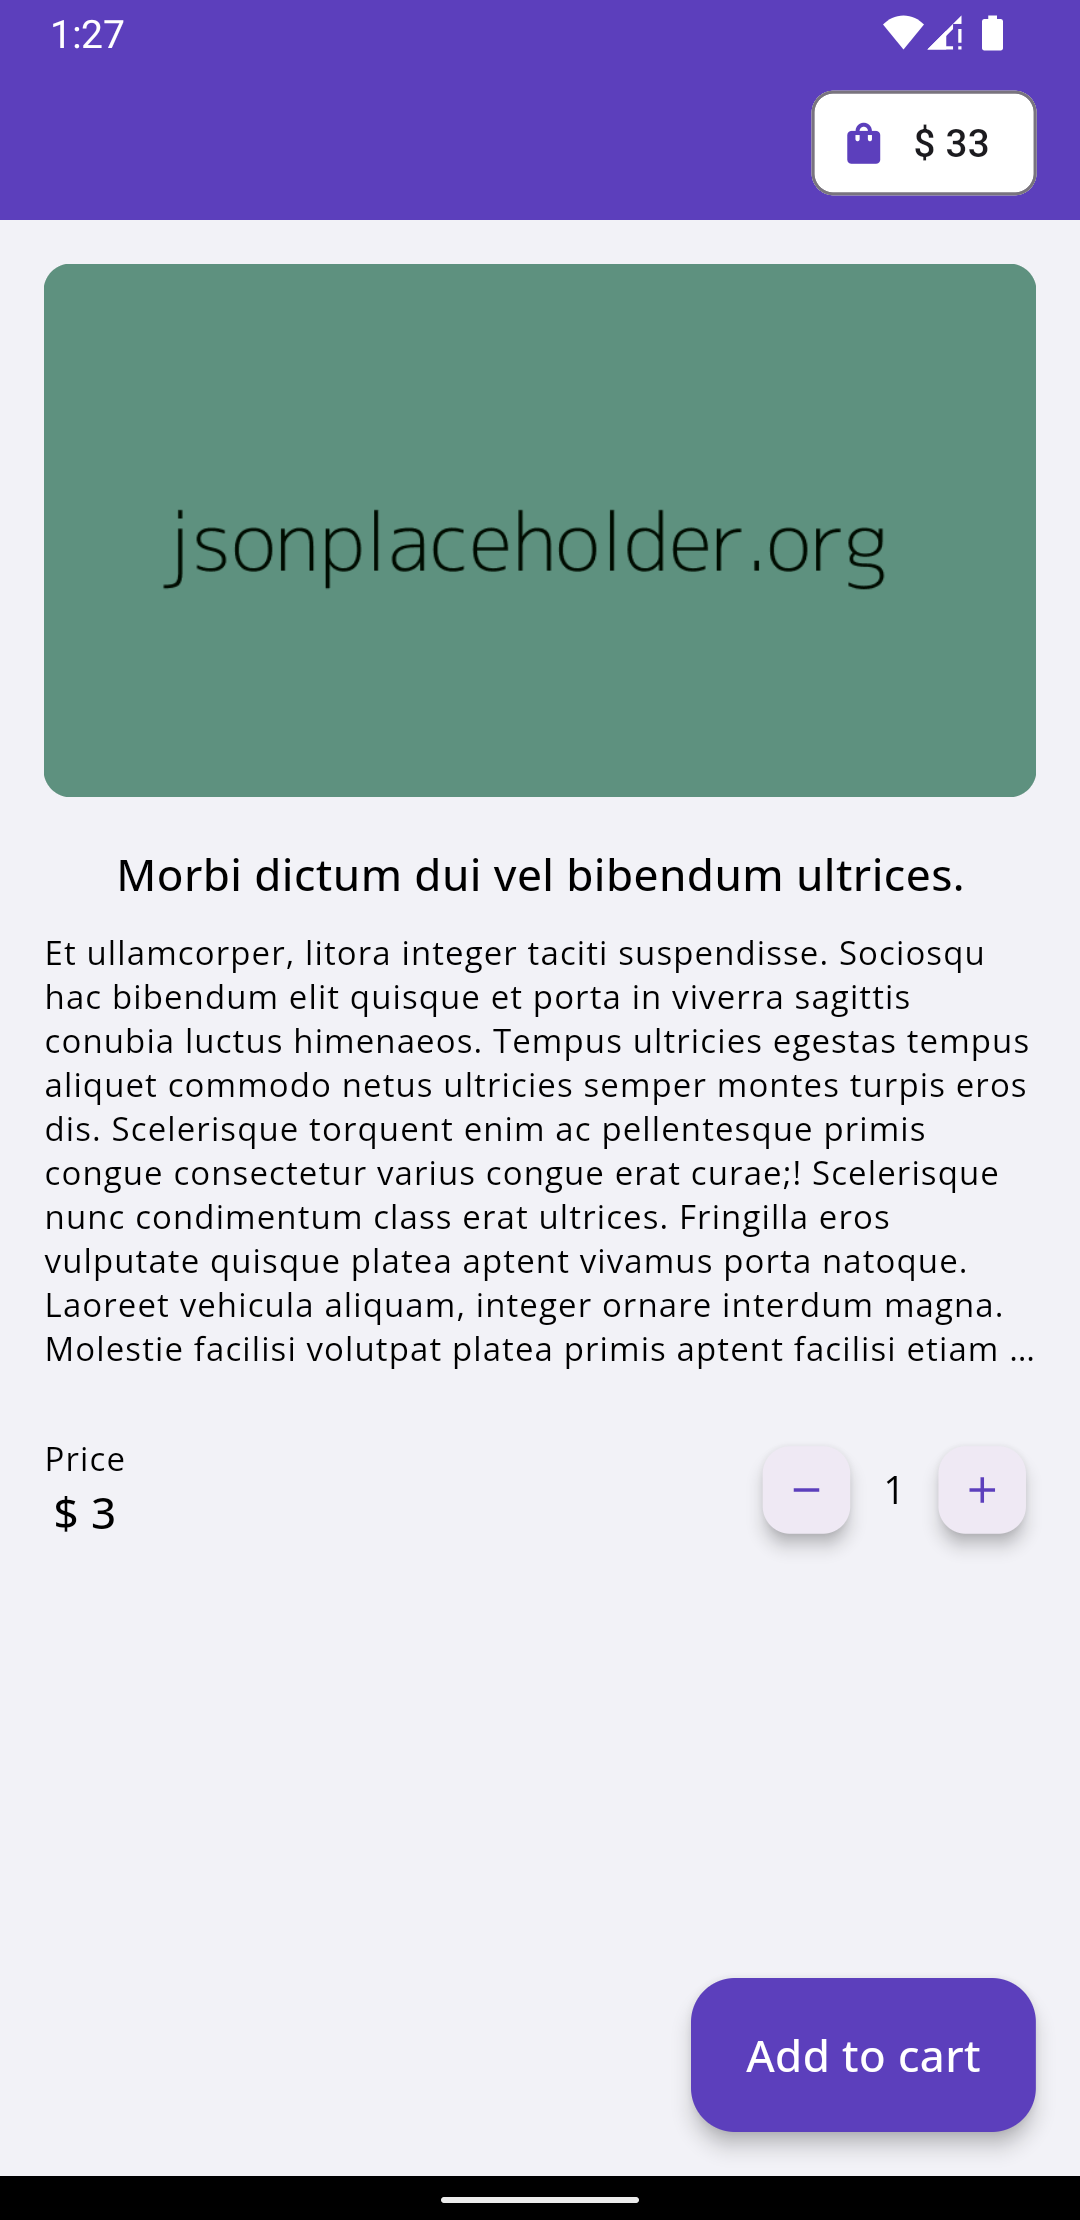 1:27
$ 33
jsonplaceholder.org
Morbi dictum dui vel bibendum ultrices.
Et ullamcorper, litora integer taciti suspendisse. Sociosqu
hac bibendum elit quisque et porta in viverra sagittis
conubia luctus himenaeos. Tempus ultricies egestas tempus
aliquet commodo netus ultricies semper montes turpis eros
dis. Scelerisque torquent enim ac pellentesque primis
congue consectetur varius congue erat curae;! Scelerisque
nunc condimentum class erat ultrices. Fringilla eros
vulputate quisque platea aptent vivamus porta natoque.
Laoreet vehicula aliquam, integer ornare interdum magna.
Molestie facilisi volutpat platea primis aptent facilisi etiam …
Price
$ 3
− 1 +
Add to cart